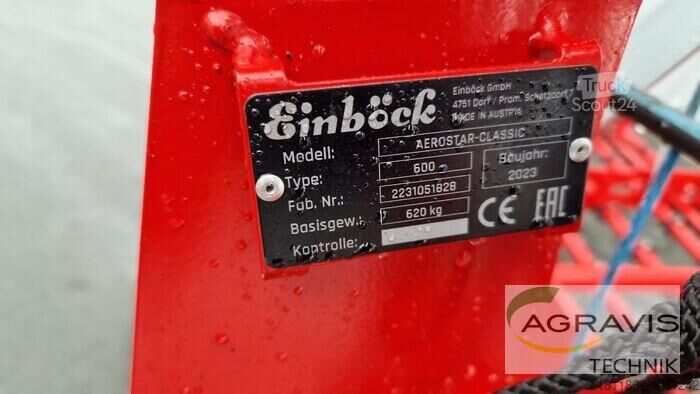 Einböck
Einböck GmbH
4751 Dorf / Pram, Schatzdorf 7
MADE IN AUSTRIA
Modell: AEROSTAR-CLASSIC
Type: 600
Baujahr: 2023
Fab. Nr.: 2231051828
Basisgew.: 620 kg
Kontrolle:
CE EAC
Truck
Scout24
AGRAVIS
TECHNIK